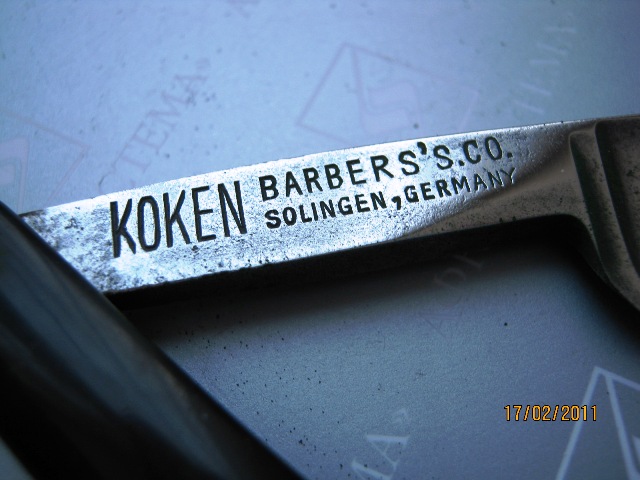 KOKEN
BARBERS'S.CO.
SOLINGEN, GERMANY
17/02/2011